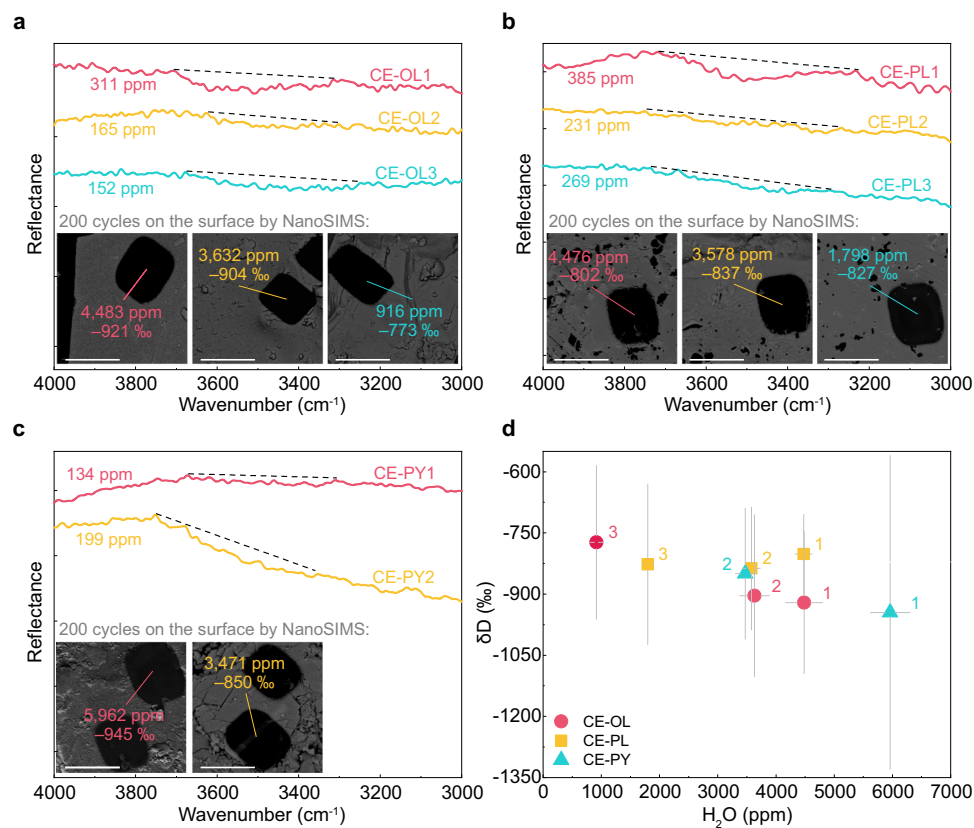 a
311 ppm
CE-OL1
165 ppm
CE-OL2
152 ppm
CE-OL3
200 cycles on the surface by NanoSIMS:
4,483 ppm
–921 ‰
3,632 ppm
–904 ‰
916 ppm
–773 ‰
Reflectance
4000 3800 3600 3400 3200 3000
Wavenumber (cm⁻¹)
b
385 ppm
CE-PL1
231 ppm
CE-PL2
269 ppm
CE-PL3
200 cycles on the surface by NanoSIMS:
4,476 ppm
–802 ‰
3,578 ppm
–837 ‰
1,798 ppm
–827 ‰
Reflectance
4000 3800 3600 3400 3200 3000
Wavenumber (cm⁻¹)
c
134 ppm
CE-PY1
199 ppm
CE-PY2
200 cycles on the surface by NanoSIMS:
5,962 ppm
–945 ‰
3,471 ppm
–850 ‰
Reflectance
4000 3800 3600 3400 3200 3000
Wavenumber (cm⁻¹)
d
-600
-750
-900
-1050
-1200
-1350
δD (‰)
3
3
2
2
1
2
1
1
CE-OL
CE-PL
CE-PY
0 1000 2000 3000 4000 5000 6000 7000
H₂O (ppm)